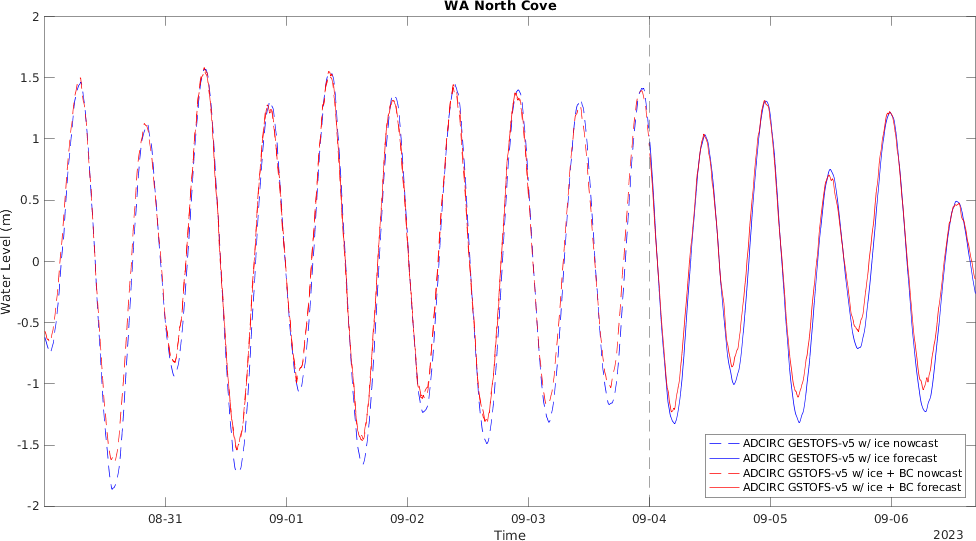 WA North Cove
2
1.5
1
0.5
0
-0.5
-1
-1.5
-2
Water Level (m)
08-31
09-01
09-02
09-03
09-04
09-05
09-06
Time
2023
ADCIRC GESTOFS-v5 w/ ice nowcast
ADCIRC GESTOFS-v5 w/ ice forecast
ADCIRC GSTOFS-v5 w/ ice + BC nowcast
ADCIRC GSTOFS-v5 w/ ice + BC forecast